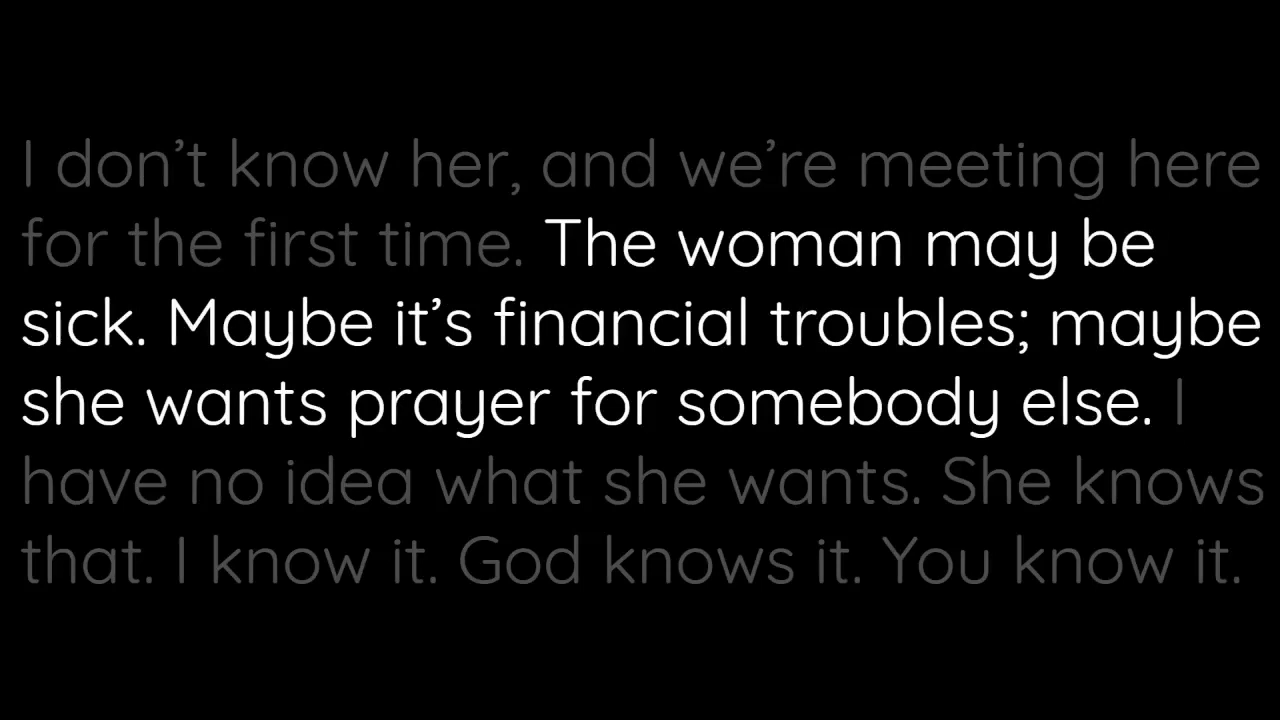 I don’t know her, and we’re meeting here
for the first time. The woman may be
sick. Maybe it’s financial troubles; maybe
she wants prayer for somebody else. I
have no idea what she wants. She knows
that. I know it. God knows it. You know it.